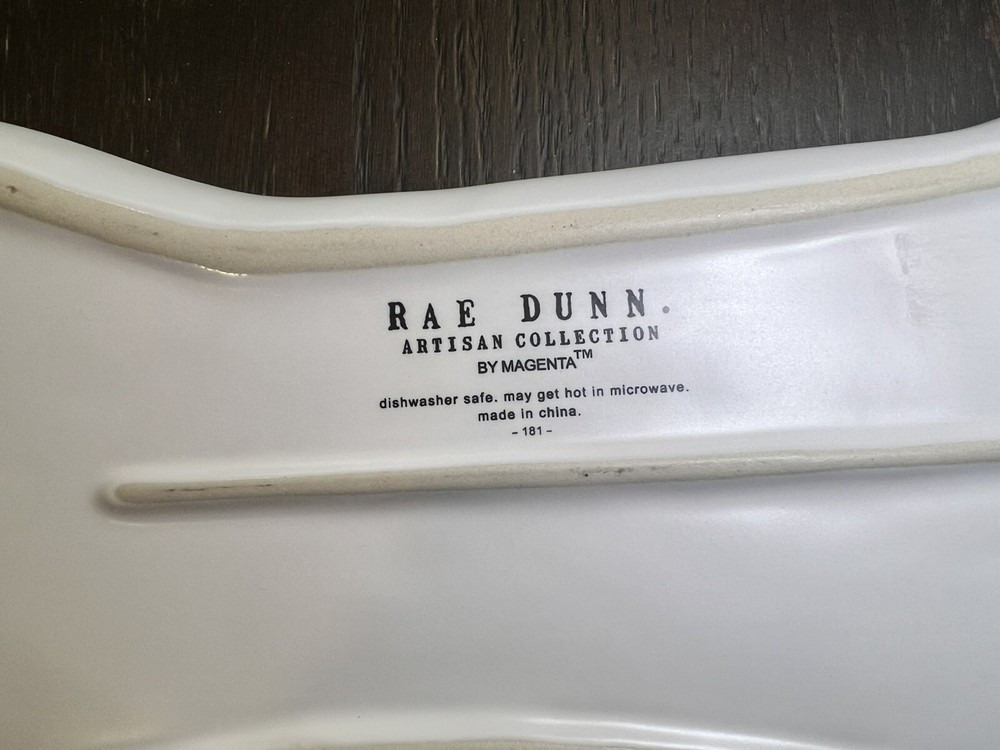 RAE DUNN.
ARTISAN COLLECTION
BY MAGENTA™
dishwasher safe. may get hot in microwave.
made in china.
– 181 –